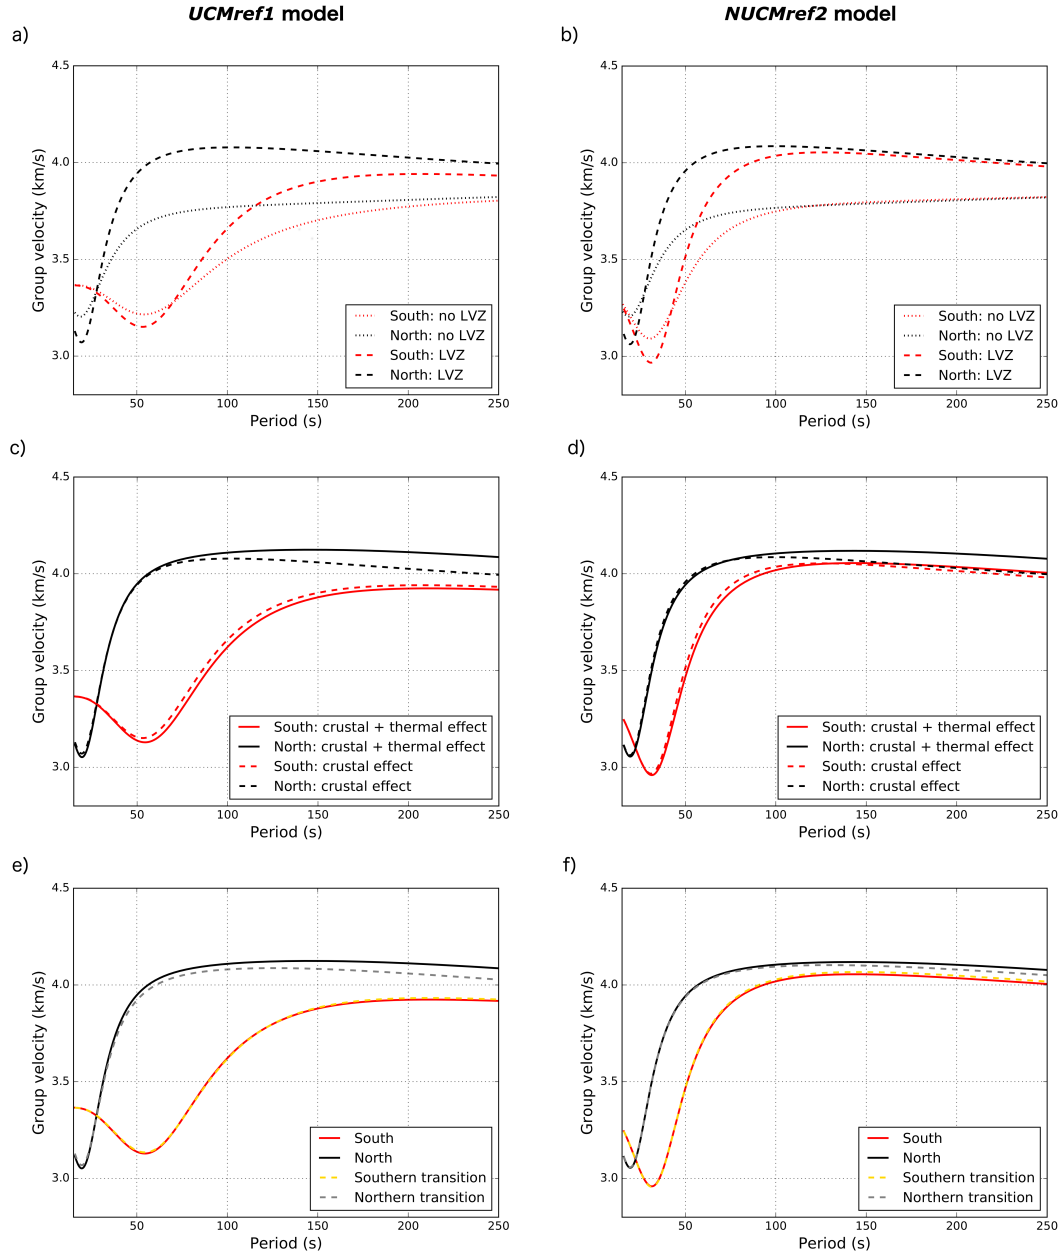 UCMref1 model
NUCMref2 model
a)
b)
4.5
4.0
3.5
3.0
Group velocity (km/s)
South: no LVZ
North: no LVZ
South: LVZ
North: LVZ
50
100
150
200
250
Period (s)
4.5
4.0
3.5
3.0
Group velocity (km/s)
South: no LVZ
North: no LVZ
South: LVZ
North: LVZ
50
100
150
200
250
Period (s)
c)
d)
4.5
4.0
3.5
3.0
Group velocity (km/s)
South: crustal + thermal effect
North: crustal + thermal effect
South: crustal effect
North: crustal effect
50
100
150
200
250
Period (s)
4.5
4.0
3.5
3.0
Group velocity (km/s)
South: crustal + thermal effect
North: crustal + thermal effect
South: crustal effect
North: crustal effect
50
100
150
200
250
Period (s)
e)
f)
4.5
4.0
3.5
3.0
Group velocity (km/s)
South
North
Southern transition
Northern transition
50
100
150
200
250
Period (s)
4.5
4.0
3.5
3.0
Group velocity (km/s)
South
North
Southern transition
Northern transition
50
100
150
200
250
Period (s)